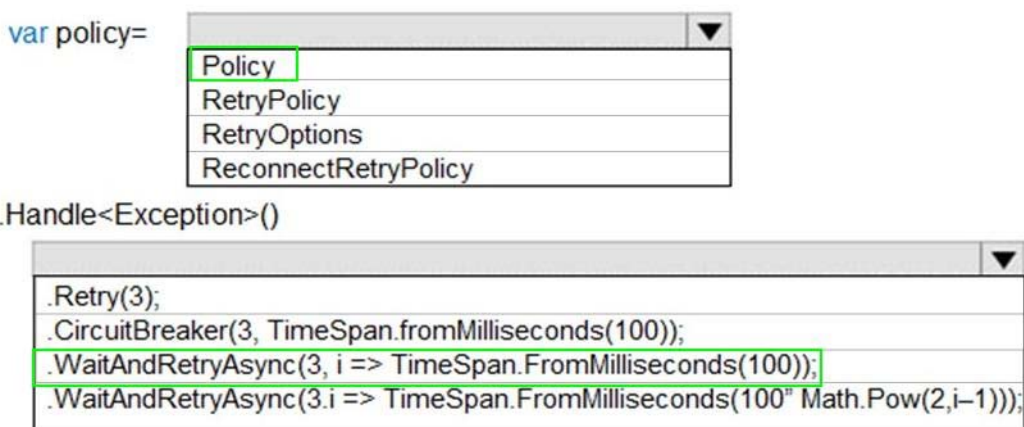 var policy=
Policy
RetryPolicy
RetryOptions
ReconnectRetryPolicy
.Handle<Exception>()
.Retry(3);
.CircuitBreaker(3, TimeSpan.fromMilliseconds(100));
.WaitAndRetryAsync(3, i => TimeSpan.FromMilliseconds(100));
.WaitAndRetryAsync(3.i => TimeSpan.FromMilliseconds(100” Math.Pow(2,i–1)));